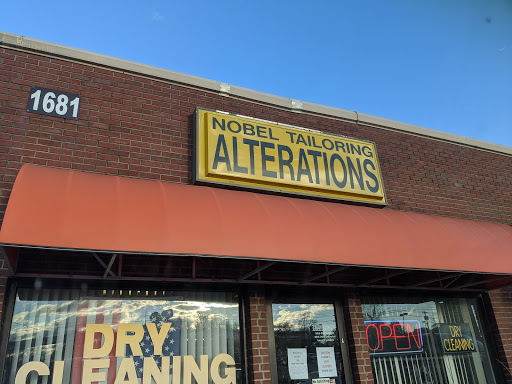 1681
NOBEL TAILORING
ALTERATIONS
DRY
CLEANING
OPEN
DRY
CLEANING